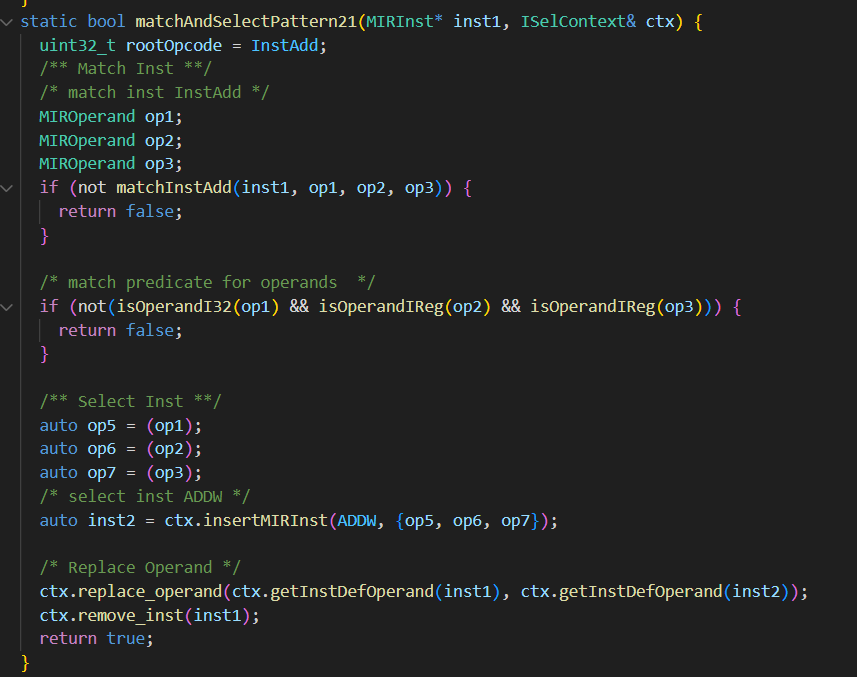 }
static bool matchAndSelectPattern21(MIRInst* inst1, ISelContext& ctx) {
uint32_t rootOpcode = InstAdd;
/** Match Inst **/
/* match inst InstAdd */
MIROperand op1;
MIROperand op2;
MIROperand op3;
if (not matchInstAdd(inst1, op1, op2, op3)) {
return false;
}
/* match predicate for operands  */
if (not(isOperandI32(op1) && isOperandIReg(op2) && isOperandIReg(op3))) {
return false;
}
/** Select Inst **/
auto op5 = (op1);
auto op6 = (op2);
auto op7 = (op3);
/* select inst ADDW */
auto inst2 = ctx.insertMIRInst(ADDW, {op5, op6, op7});
/* Replace Operand */
ctx.replace_operand(ctx.getInstDefOperand(inst1), ctx.getInstDefOperand(inst2));
ctx.remove_inst(inst1);
return true;
}